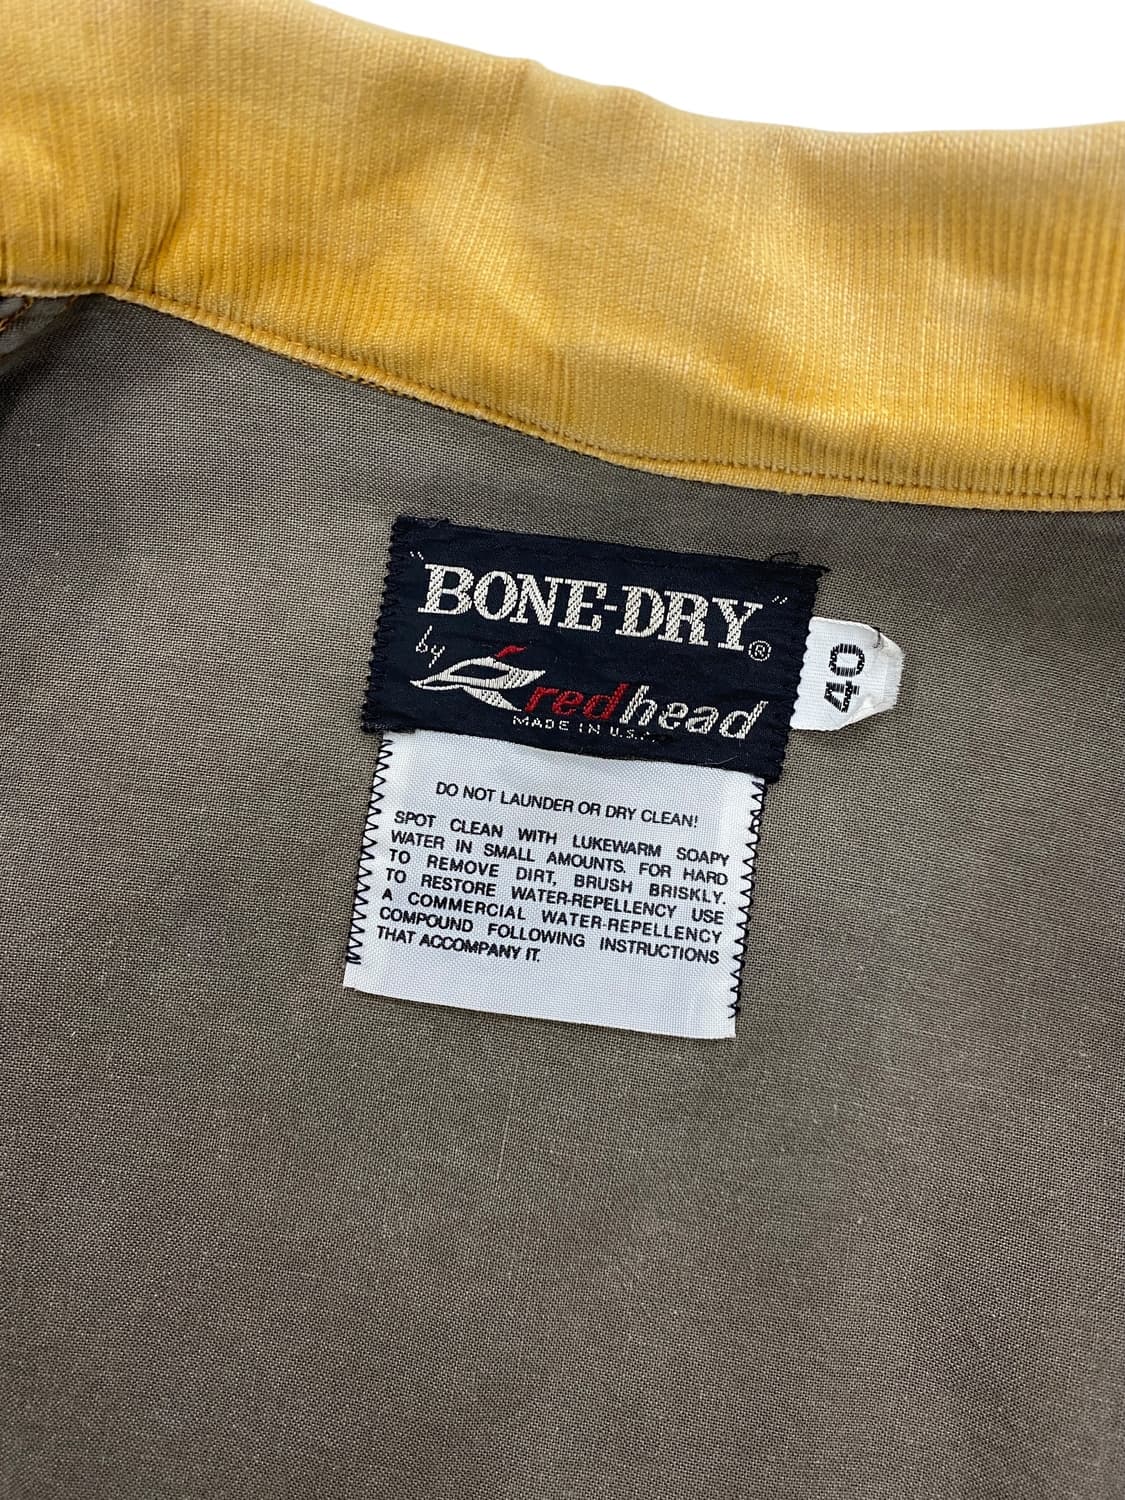 "BONE-DRY"®
by redhead
MADE IN U.S.A.
40
DO NOT LAUNDER OR DRY CLEAN!
SPOT CLEAN WITH LUKEWARM SOAPY
WATER IN SMALL AMOUNTS. FOR HARD
TO REMOVE DIRT, BRUSH BRISKLY.
TO RESTORE WATER-REPELLENCY USE
A COMMERCIAL WATER-REPELLENCY
COMPOUND FOLLOWING INSTRUCTIONS
THAT ACCOMPANY IT.